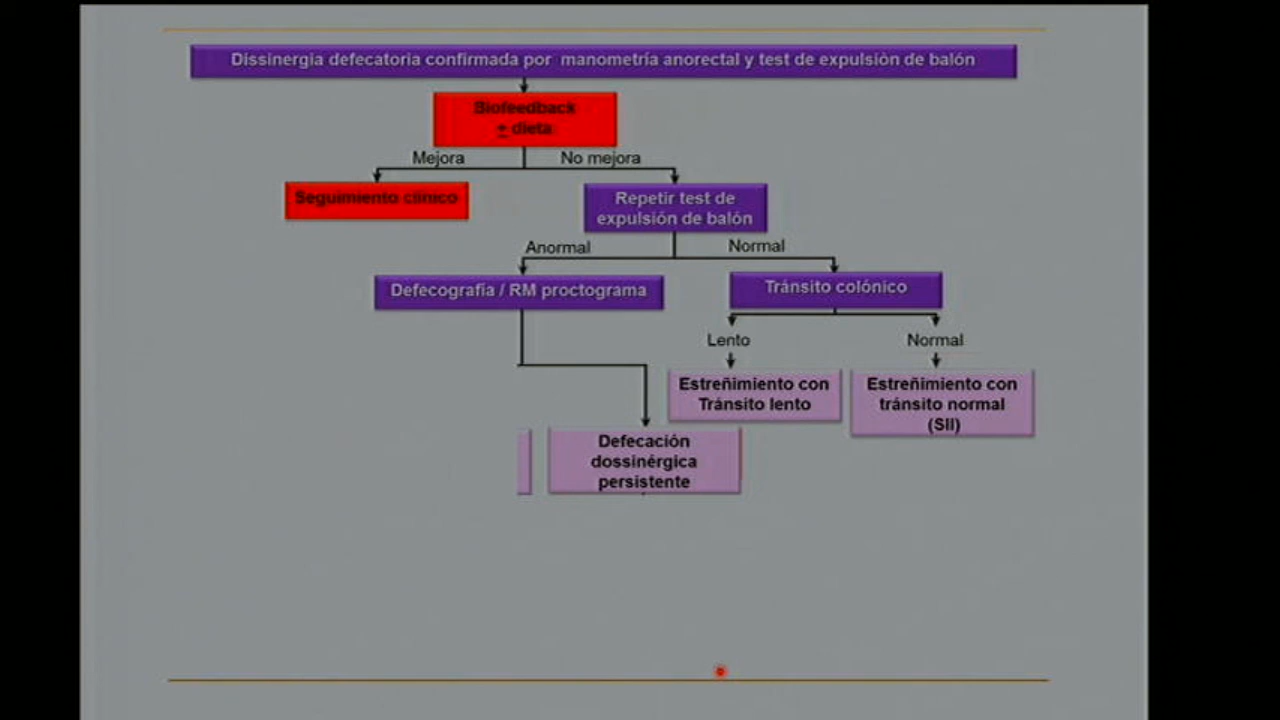 Dissinergia defecatoria confirmada por manometría anorectal y test de expulsiòn de balón
Biofeedback
+ dieta
Mejora
No mejora
Seguimiento clínico
Repetir test de
expulsión de balón
Anormal
Normal
Defecografía / RM proctograma
Tránsito colónico
Lento
Normal
Estreñimiento con
Tránsito lento
Estreñimiento con
tránsito normal
(SII)
Defecación
dossinérgica
persistente